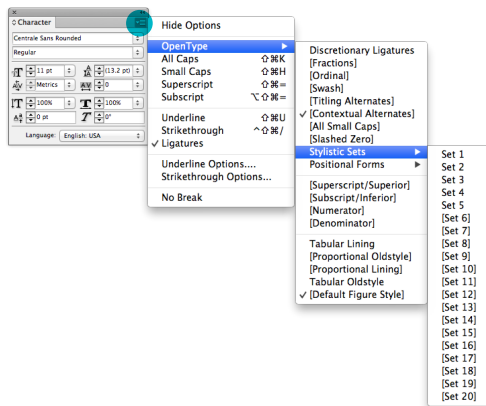 Character
Centrale Sans Rounded
Regular
11 pt
(13.2 pt)
Metrics
0
100%
100%
0 pt
0°
Language: English: USA
Hide Options
OpenType
All Caps ⇧⌘K
Small Caps ⇧⌘H
Superscript ⇧⌘=
Subscript ⌥⇧⌘=
Underline ⇧⌘U
Strikethrough ^⇧⌘/
✓ Ligatures
Underline Options....
Strikethrough Options...
No Break
Discretionary Ligatures
[Fractions]
[Ordinal]
[Swash]
[Titling Alternates]
✓ [Contextual Alternates]
[All Small Caps]
[Slashed Zero]
Stylistic Sets
Positional Forms
[Superscript/Superior]
[Subscript/Inferior]
[Numerator]
[Denominator]
Tabular Lining
[Proportional Oldstyle]
[Proportional Lining]
Tabular Oldstyle
✓ [Default Figure Style]
Set 1
Set 2
Set 3
Set 4
Set 5
[Set 6]
[Set 7]
[Set 8]
[Set 9]
[Set 10]
[Set 11]
[Set 12]
[Set 13]
[Set 14]
[Set 15]
[Set 16]
[Set 17]
[Set 18]
[Set 19]
[Set 20]